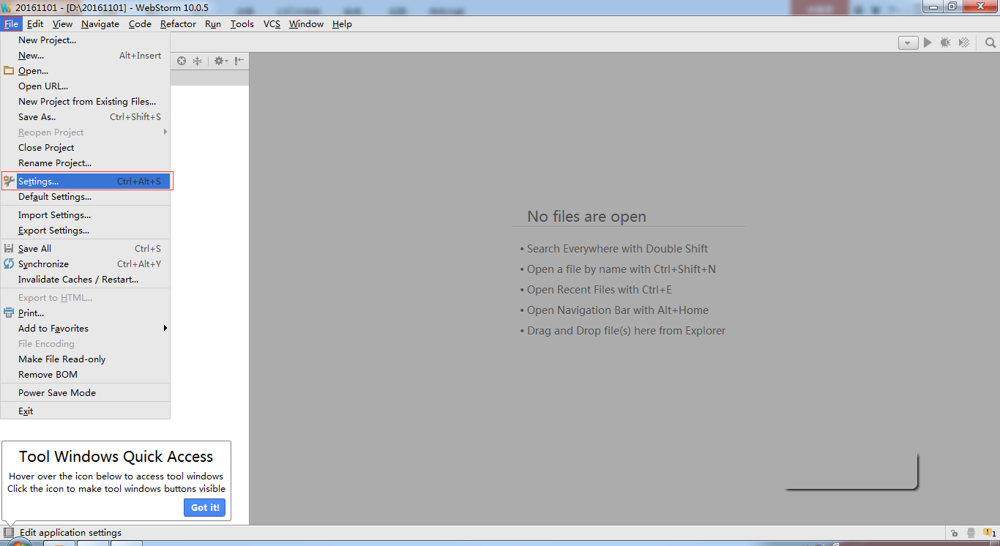 20161101 - [D:\20161101] - WebStorm 10.0.5
File Edit View Navigate Code Refactor Run Tools VCS Window Help
New Project...
New... Alt+Insert
Open...
Open URL...
New Project from Existing Files...
Save As.. Ctrl+Shift+S
Reopen Project
Close Project
Rename Project...
Settings... Ctrl+Alt+S
Default Settings...
Import Settings...
Export Settings...
Save All Ctrl+S
Synchronize Ctrl+Alt+Y
Invalidate Caches / Restart...
Export to HTML...
Print...
Add to Favorites
File Encoding
Make File Read-only
Remove BOM
Power Save Mode
Exit
No files are open
• Search Everywhere with Double Shift
• Open a file by name with Ctrl+Shift+N
• Open Recent Files with Ctrl+E
• Open Navigation Bar with Alt+Home
• Drag and Drop file(s) here from Explorer
Tool Windows Quick Access
Hover over the icon below to access tool windows
Click the icon to make tool windows buttons visible
Got it!
Edit application settings
1